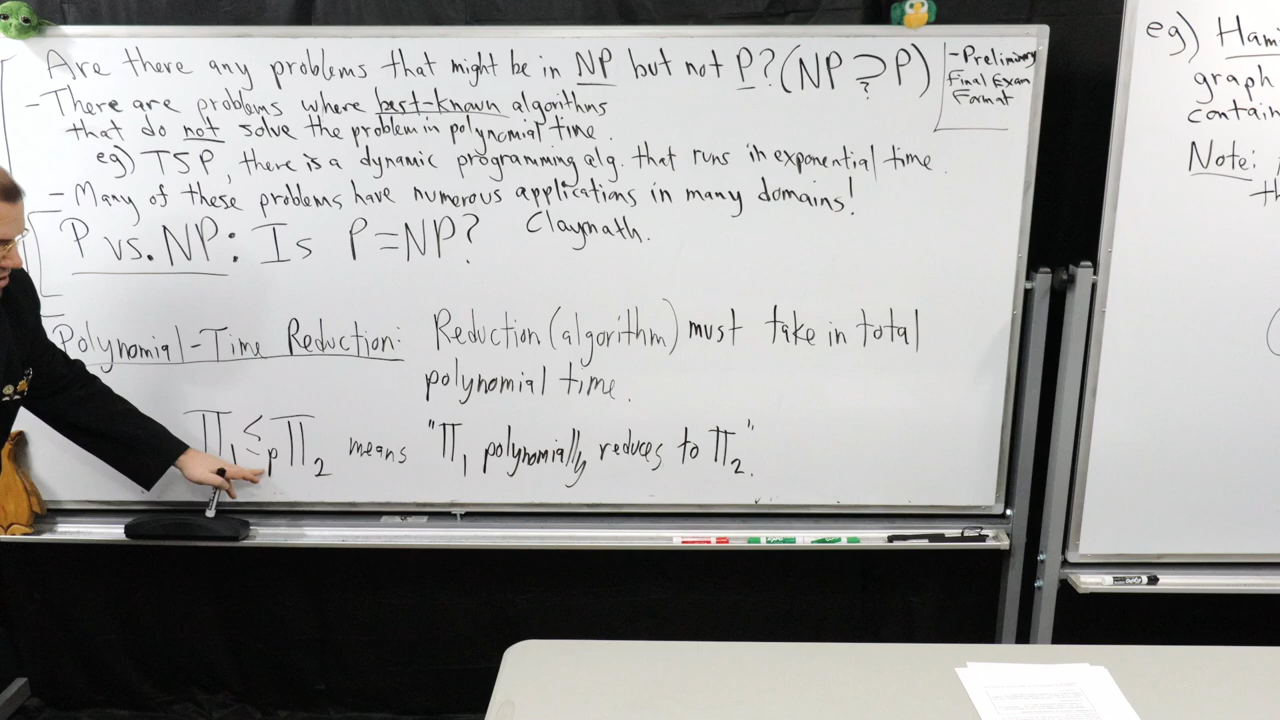 Are there any problems that might be in NP but not P? (NP ⊋ P)
?
- Preliminary
Final Exam
Format
- There are problems where best-known algorithms
that do not solve the problem in polynomial time.
eg) TSP, there is a dynamic programming alg. that runs in exponential time.
- Many of these problems have numerous applications in many domains!
P vs. NP: Is P=NP? Claymath.
Polynomial-Time Reduction: Reduction (algorithm) must take in total
polynomial time.
Π1 ≤p Π2 means "Π1 polynomially reduces to Π2".
eg) Ham
graph
contain
Note:
th